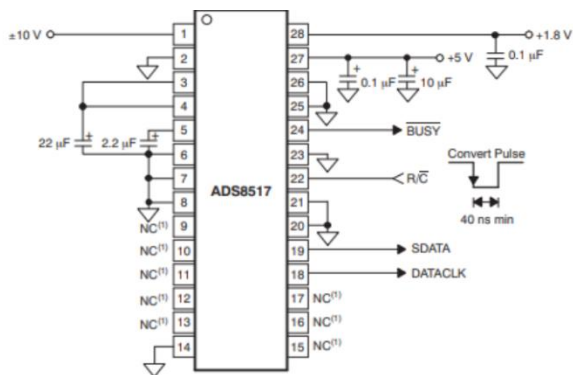 ±10 V
1
28
+1.8 V
0.1 µF
2
27
+5 V
+
0.1 µF
+
10 µF
3
26
4
25
22 µF
+
2.2 µF
+
5
24
BUSY
6
23
Convert Pulse
7
ADS8517
22
R/C
8
21
40 ns min
NC(1)
9
20
NC(1)
10
19
SDATA
NC(1)
11
18
DATACLK
NC(1)
12
17
NC(1)
NC(1)
13
16
NC(1)
14
15
NC(1)